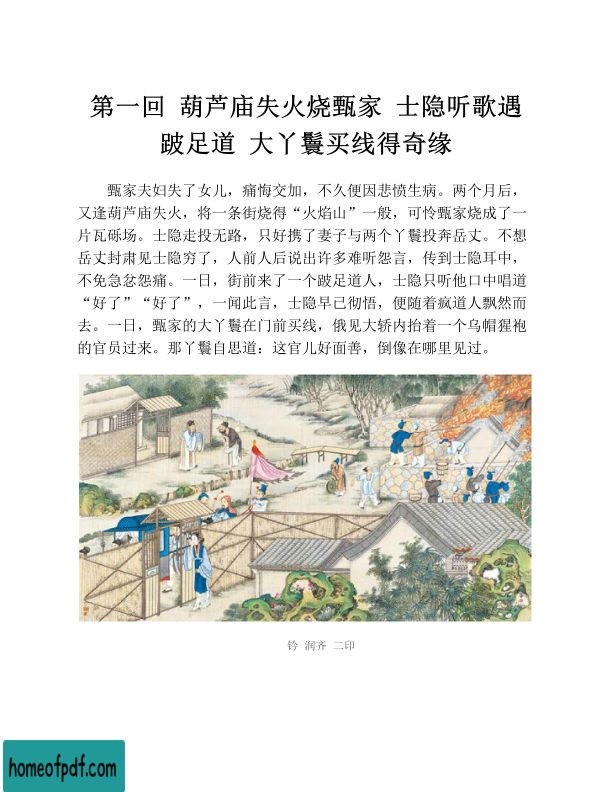 第一回 葫芦庙失火烧甄家 士隐听歌遇
跛足道 大丫鬟买线得奇缘
甄家夫妇失了女儿，痛悔交加，不久便因悲愤生病。两个月后，
又逢葫芦庙失火，将一条街烧得“火焰山”一般，可怜甄家烧成了一
片瓦砾场。士隐走投无路，只好携了妻子与两个丫鬟投奔岳丈。不想
岳丈封肃见士隐穷了，人前人后说出许多难听怨言，传到士隐耳中，
不免急忿怨痛。一日，街前来了一个跛足道人，士隐只听他口中唱道
“好了”“好了”，一闻此言，士隐早已彻悟，便随着疯道人飘然而
去。一日，甄家的大丫鬟在门前买线，俄见大轿内抬着一个乌帽猩袍
的官员过来。那丫鬟自思道：这官儿好面善，倒像在哪里见过。
钤 润齐 二印
homeofpdf.com